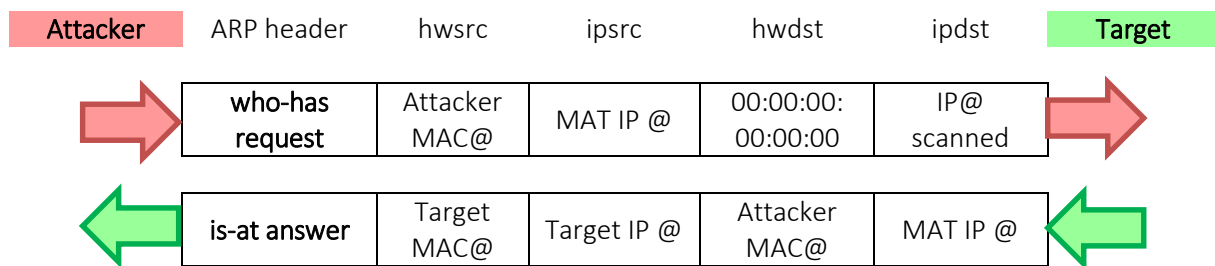 Attacker ARP header hwsrc ipsrc hwdst ipdst Target
who-has request Attacker MAC@ MAT IP @ 00:00:00:00:00:00 IP@ scanned
is-at answer Target MAC@ Target IP @ Attacker MAC@ MAT IP @